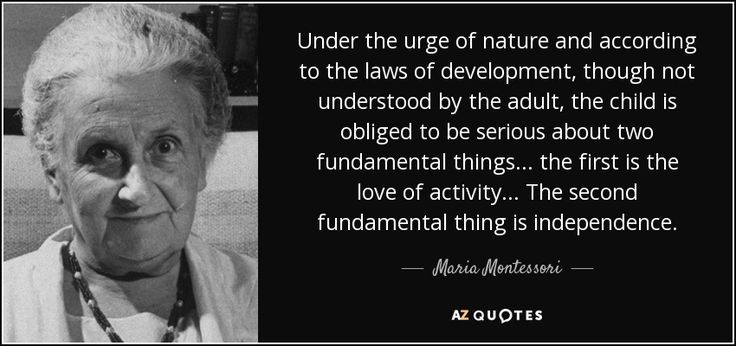 Under the urge of nature and according
to the laws of development, though not
understood by the adult, the child is
obliged to be serious about two
fundamental things... the first is the
love of activity... The second
fundamental thing is independence.
Maria Montessori
AZ QUOTES